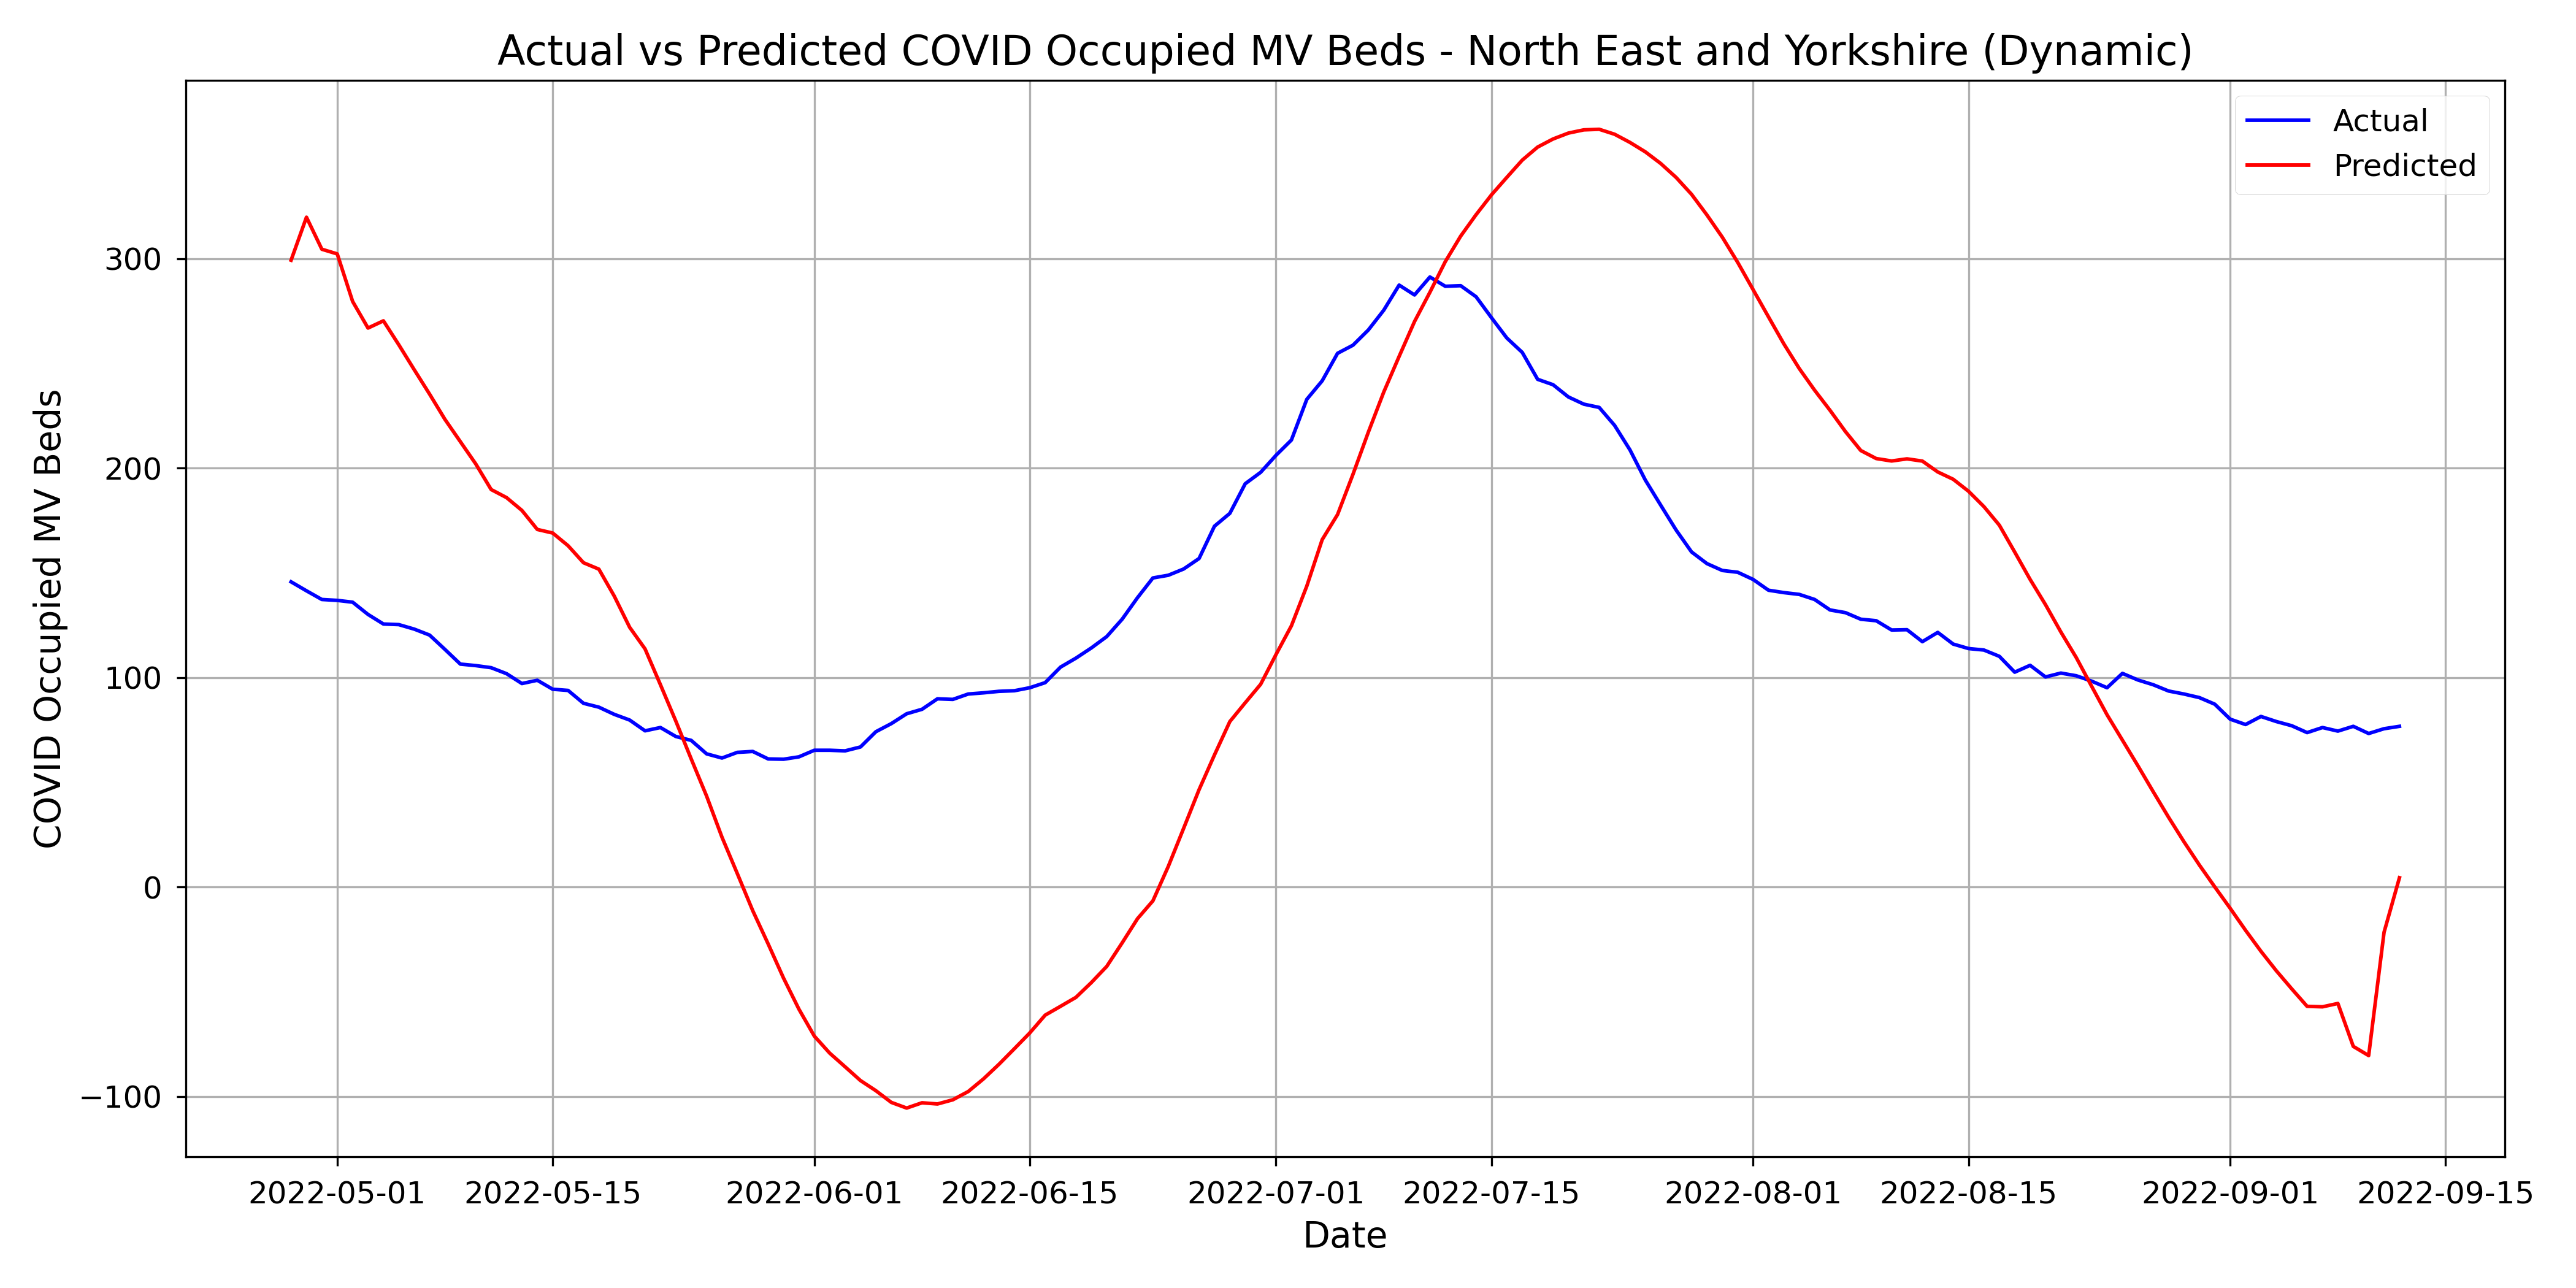 Actual vs Predicted COVID Occupied MV Beds - North East and Yorkshire (Dynamic)
Actual
Predicted
COVID Occupied MV Beds
300
200
100
0
−100
2022-05-01 2022-05-15 2022-06-01 2022-06-15 2022-07-01 2022-07-15 2022-08-01 2022-08-15 2022-09-01 2022-09-15
Date